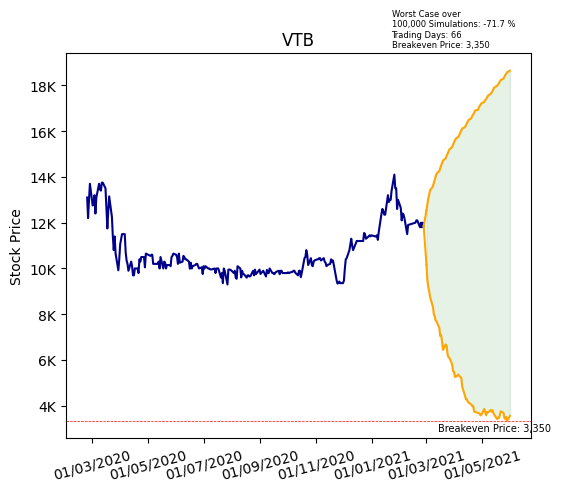 Worst Case over
100,000 Simulations: -71.7 %
Trading Days: 66
Breakeven Price: 3,350
VTB
Stock Price
18K
16K
14K
12K
10K
8K
6K
4K
Breakeven Price: 3,350
01/03/2020
01/05/2020
01/07/2020
01/09/2020
01/11/2020
01/01/2021
01/03/2021
01/05/2021